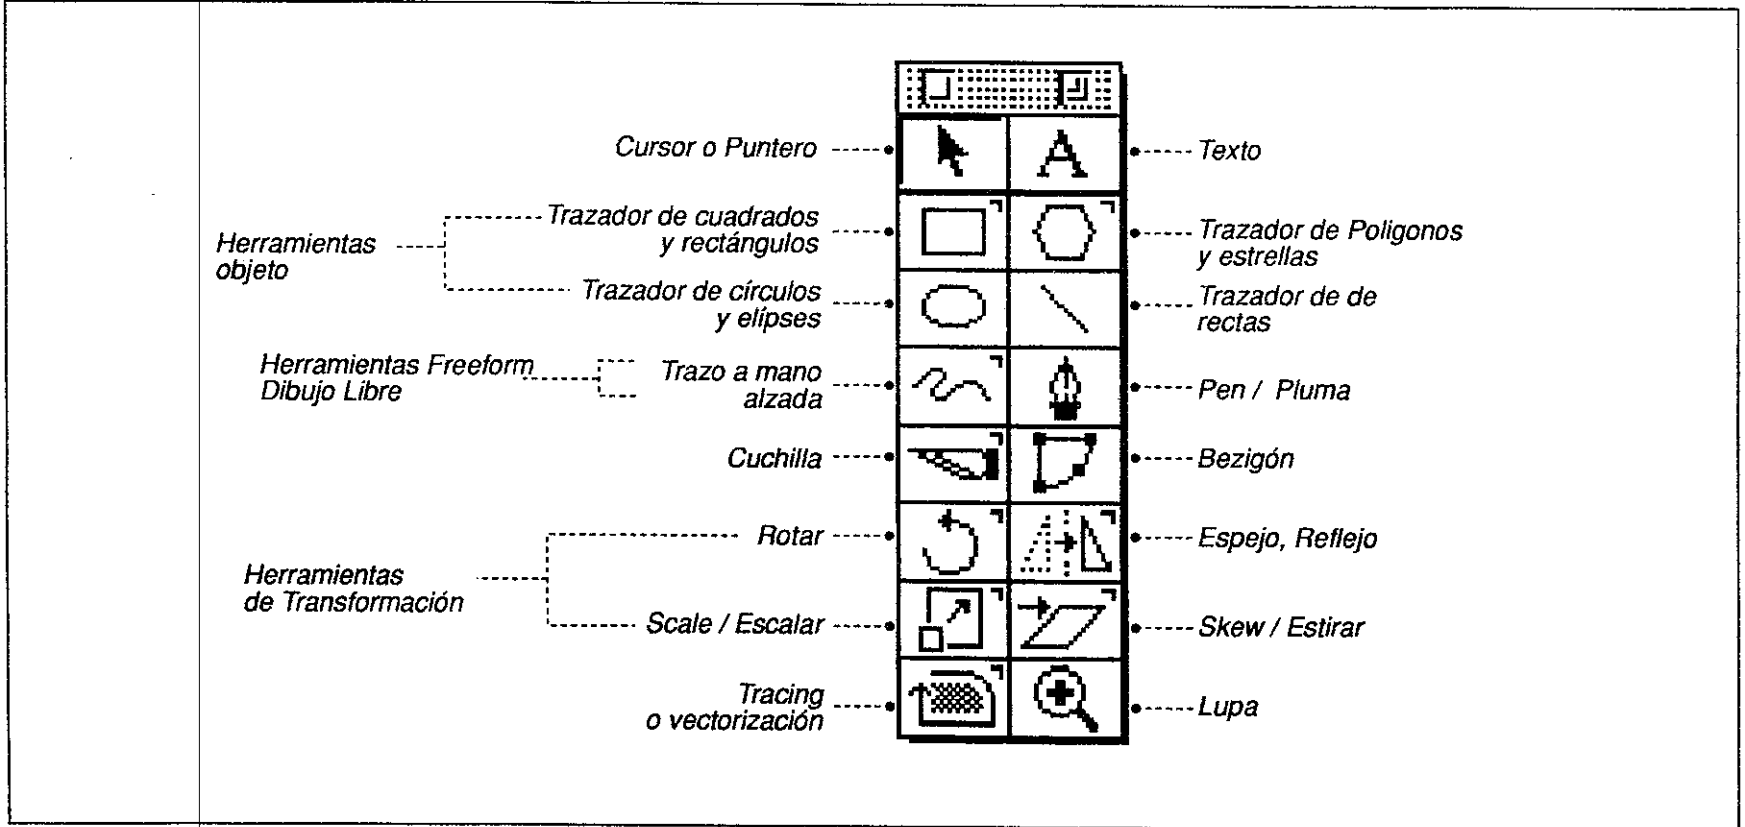 Cursor o Puntero
Texto
Herramientas
objeto
Trazador de cuadrados
y rectángulos
Trazador de Poligonos
y estrellas
Trazador de círculos
y elípses
Trazador de de
rectas
Herramientas Freeform
Dibujo Libre
Trazo a mano
alzada
Pen / Pluma
Cuchilla
Bezigón
Herramientas
de Transformación
Rotar
Espejo, Reflejo
Scale / Escalar
Skew / Estirar
Tracing
o vectorización
Lupa